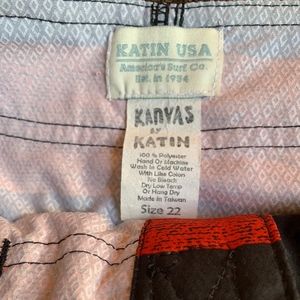 KATIN USA
America's Surf Co.
Est. in 1954
KANVAS
BY
KATIN
100 % Polyester
Hand Or Machine
Wash In Cold Water
With Like Color
No Bleach
Dry Low Temp
Or Hang Dry
Made in Taiwan
Size 22